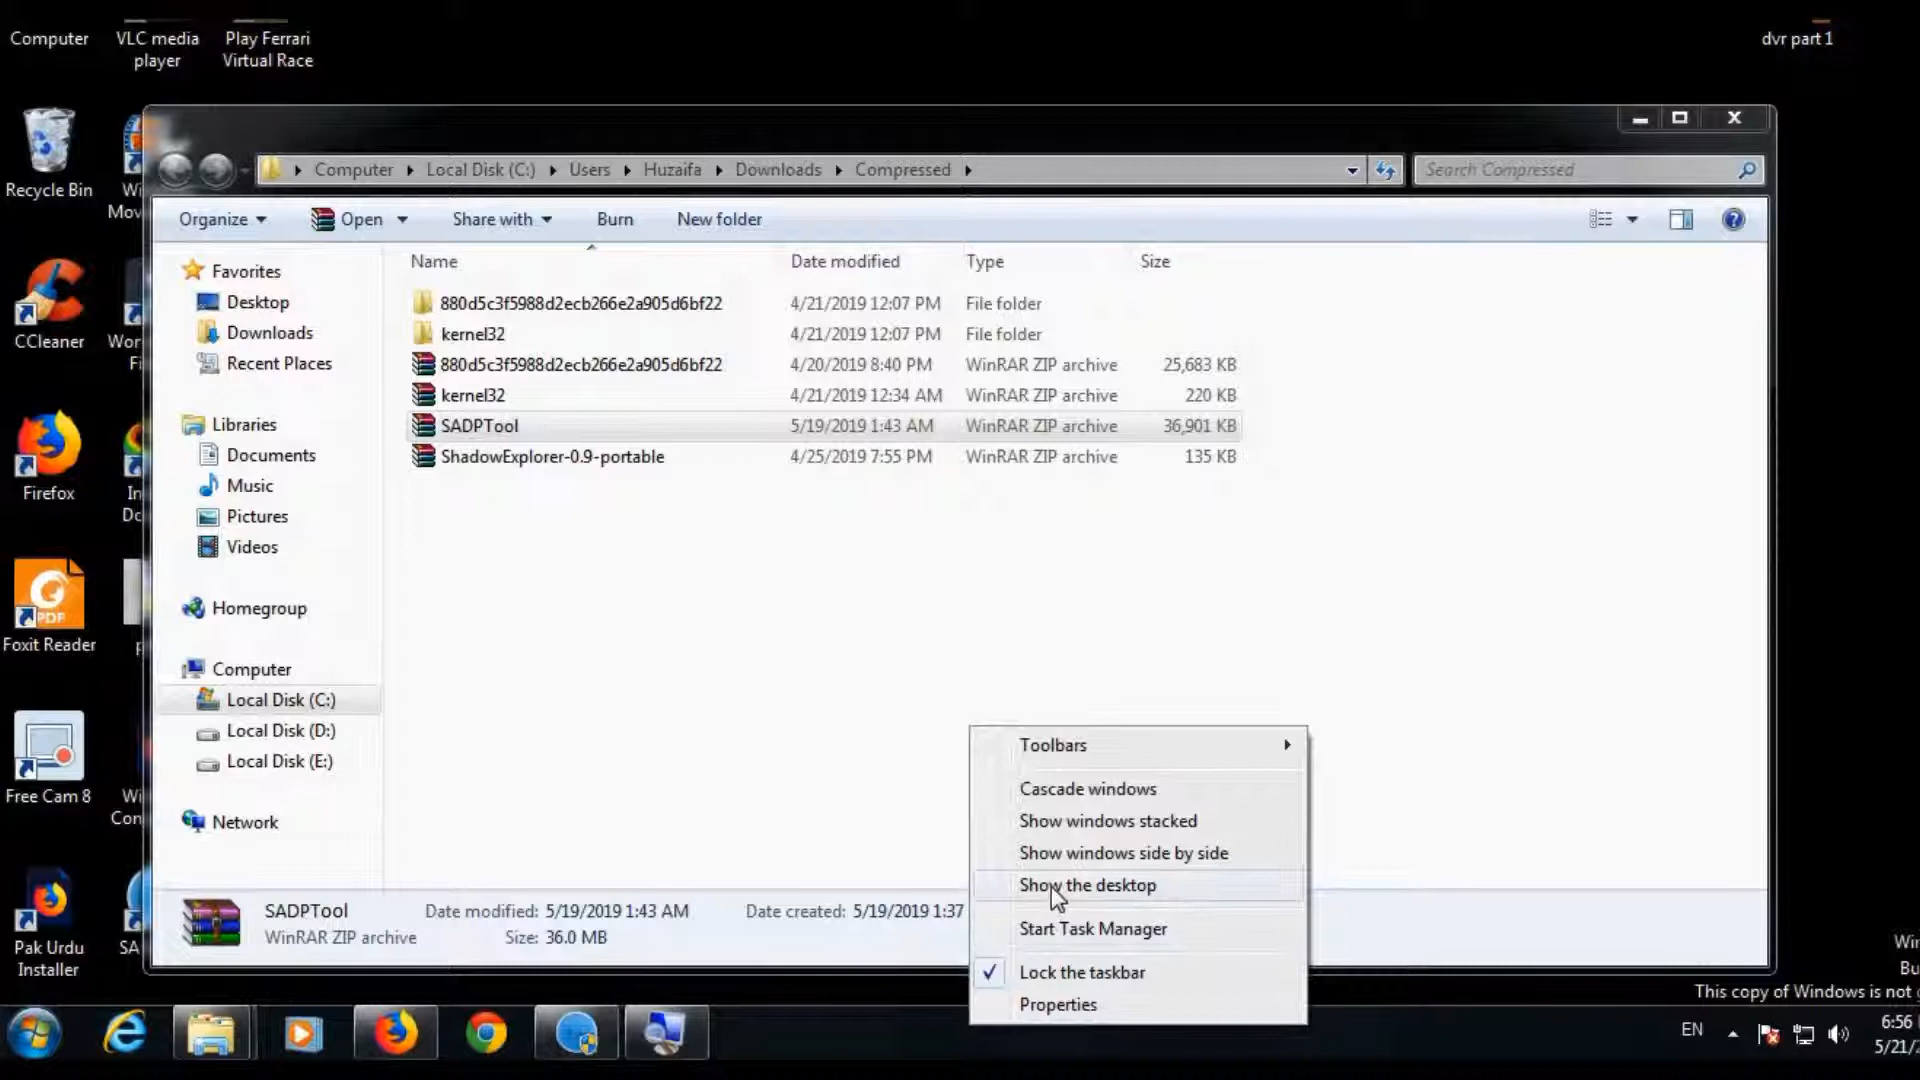 Computer
VLC media
player
Play Ferrari
Virtual Race
dvr part 1
Recycle Bin
CCleaner
Firefox
Foxit Reader
PDF
Free Cam 8
Pak Urdu
Installer
Computer
Local Disk (C:)
Users
Huzaifa
Downloads
Compressed
Search Compressed
Organize
Open
Share with
Burn
New folder
Name
Date modified
Type
Size
880d5c3f5988d2ecb266e2a905d6bf22 4/21/2019 12:07 PM File folder
kernel32 4/21/2019 12:07 PM File folder
880d5c3f5988d2ecb266e2a905d6bf22 4/20/2019 8:40 PM WinRAR ZIP archive 25,683 KB
kernel32 4/21/2019 12:34 AM WinRAR ZIP archive 220 KB
SADPTool 5/19/2019 1:43 AM WinRAR ZIP archive 36,901 KB
ShadowExplorer-0.9-portable 4/25/2019 7:55 PM WinRAR ZIP archive 135 KB
Favorites
Desktop
Downloads
Recent Places
Libraries
Documents
Music
Pictures
Videos
Homegroup
Computer
Local Disk (C:)
Local Disk (D:)
Local Disk (E:)
Network
SADPTool Date modified: 5/19/2019 1:43 AM Date created: 5/19/2019 1:37
WinRAR ZIP archive Size: 36.0 MB
Toolbars
Cascade windows
Show windows stacked
Show windows side by side
Show the desktop
Start Task Manager
Lock the taskbar
Properties
This copy of Windows is not
EN
6:56
5/21/